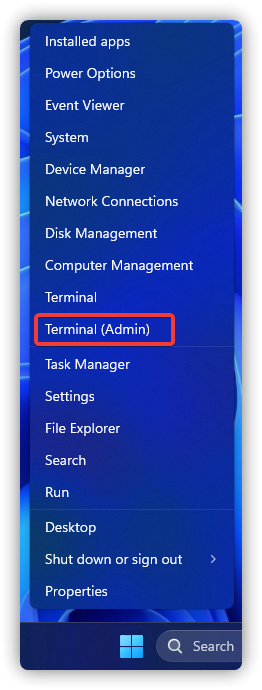 Installed apps
Power Options
Event Viewer
System
Device Manager
Network Connections
Disk Management
Computer Management
Terminal
Terminal (Admin)
Task Manager
Settings
File Explorer
Search
Run
Desktop
Shut down or sign out
Properties
Search